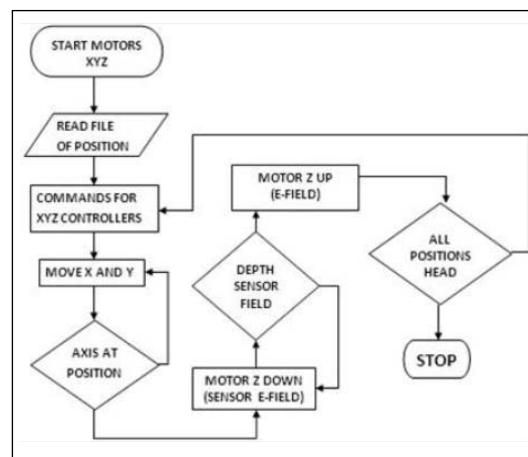 START MOTORS
XYZ
READ FILE
OF POSITION
COMMANDS FOR
XYZ CONTROLLERS
MOVE X AND Y
AXIS AT
POSITION
MOTOR Z UP
(E-FIELD)
DEPTH
SENSOR
FIELD
MOTOR Z DOWN
(SENSOR E-FIELD)
ALL
POSITIONS
HEAD
STOP